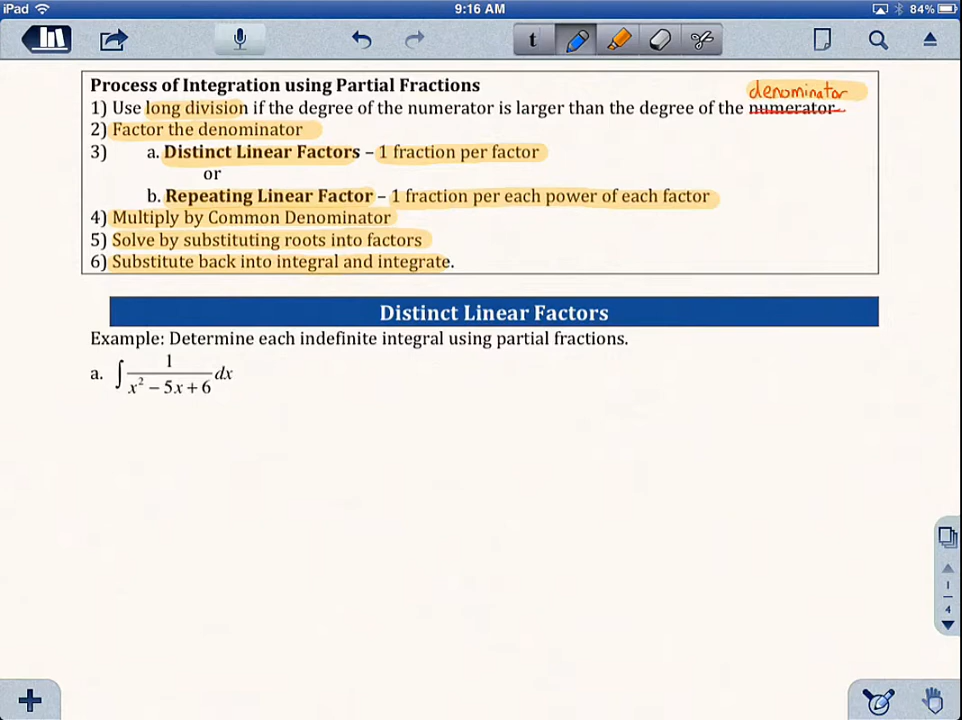 iPad 9:16 AM 84%
t
Process of Integration using Partial Fractions
denominator
1) Use long division if the degree of the numerator is larger than the degree of the numerator.
2) Factor the denominator
3) a. Distinct Linear Factors – 1 fraction per factor
or
b. Repeating Linear Factor – 1 fraction per each power of each factor
4) Multiply by Common Denominator
5) Solve by substituting roots into factors
6) Substitute back into integral and integrate.
Distinct Linear Factors
Example: Determine each indefinite integral using partial fractions.
a. ∫ 1/(x² − 5x + 6) dx
1
4